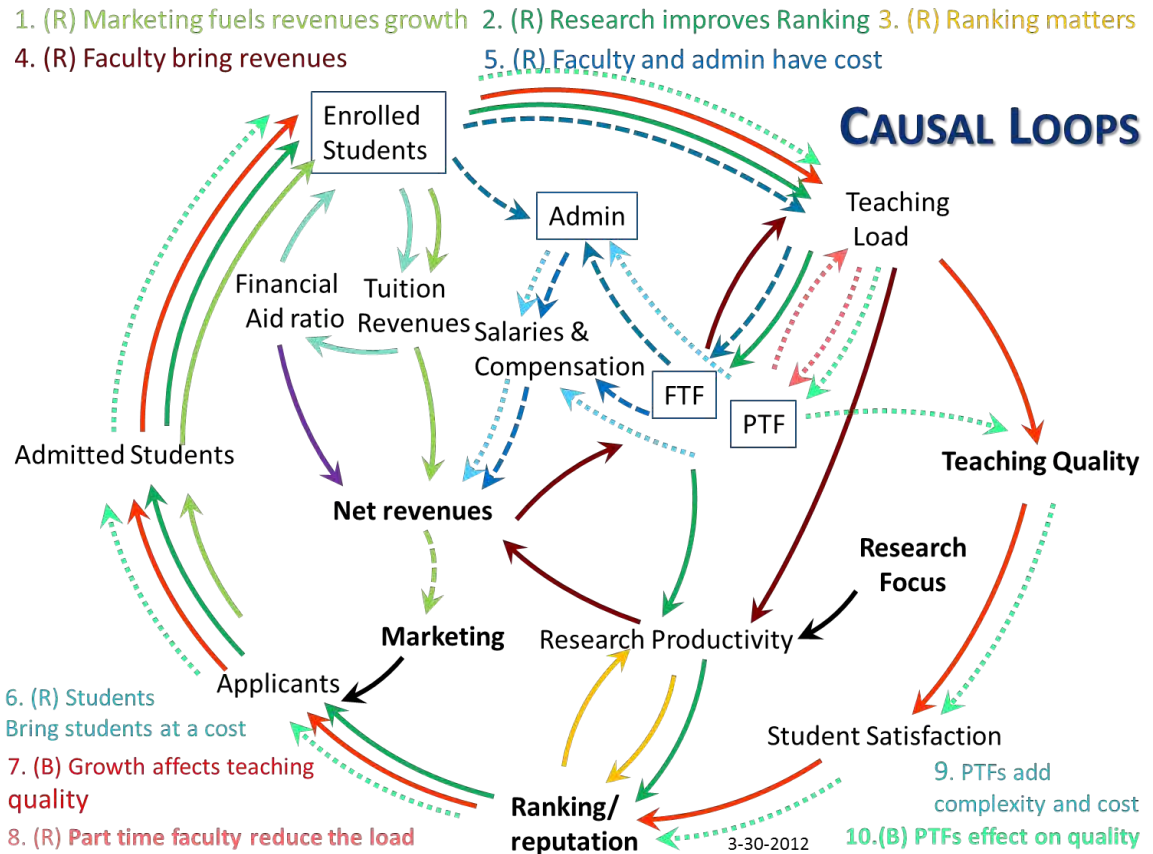 1. (R) Marketing fuels revenues growth 2. (R) Research improves Ranking 3. (R) Ranking matters
4. (R) Faculty bring revenues 5. (R) Faculty and admin have cost
CAUSAL LOOPS
Enrolled
Students
Admin
Teaching
Load
Financial
Aid ratio
Tuition
Revenues
Salaries &
Compensation
FTF
PTF
Admitted Students
Teaching Quality
Net revenues
Research
Focus
Marketing
Research Productivity
Applicants
6. (R) Students
Bring students at a cost
Student Satisfaction
7. (B) Growth affects teaching
quality
9. PTFs add
complexity and cost
Ranking/
reputation
8. (R) Part time faculty reduce the load
3-30-2012
10.(B) PTFs effect on quality